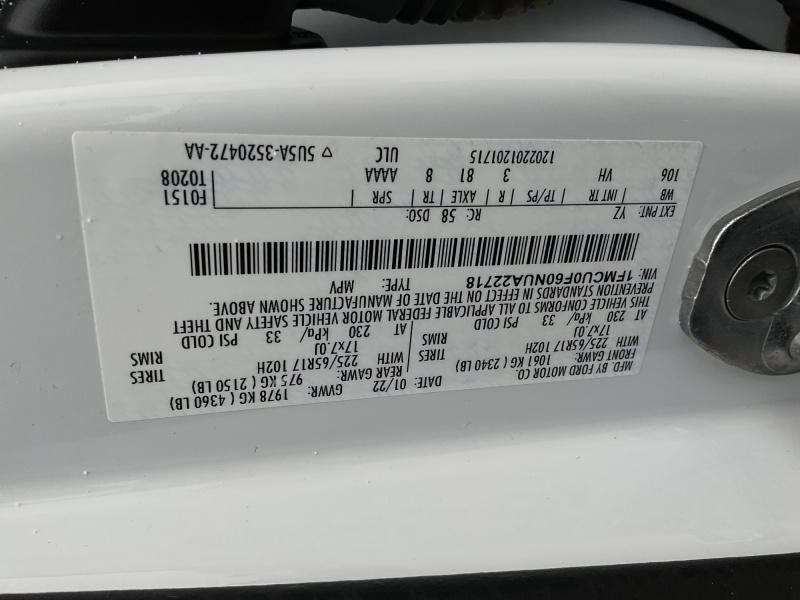 MFD. BY FORD MOTOR CO. DATE: 01/22 GVWR: 1978 KG ( 4360 LB)
FRONT GAWR: 1061 KG ( 2340 LB) REAR GAWR: 975 KG ( 2150 LB)
WITH 225/65R17 102H TIRES WITH 225/65R17 102H TIRES
17x7.0J RIMS 17x7.0J RIMS
AT 230 kPa/ 33 PSI COLD AT 230 kPa/ 33 PSI COLD
THIS VEHICLE CONFORMS TO ALL APPLICABLE FEDERAL MOTOR VEHICLE SAFETY AND THEFT
PREVENTION STANDARDS IN EFFECT ON THE DATE OF MANUFACTURE SHOWN ABOVE.
VIN: 1FMCU0F60NUA22718 TYPE: MPV
EXT PNT: YZ RC: 58 DSO: F0151
WB INT TR TP/PS R AXLE TR SPR T0208
106 VH 3 81 8 AAAA
1202201201715 ULC ▽ 5U5A-3520472-AA